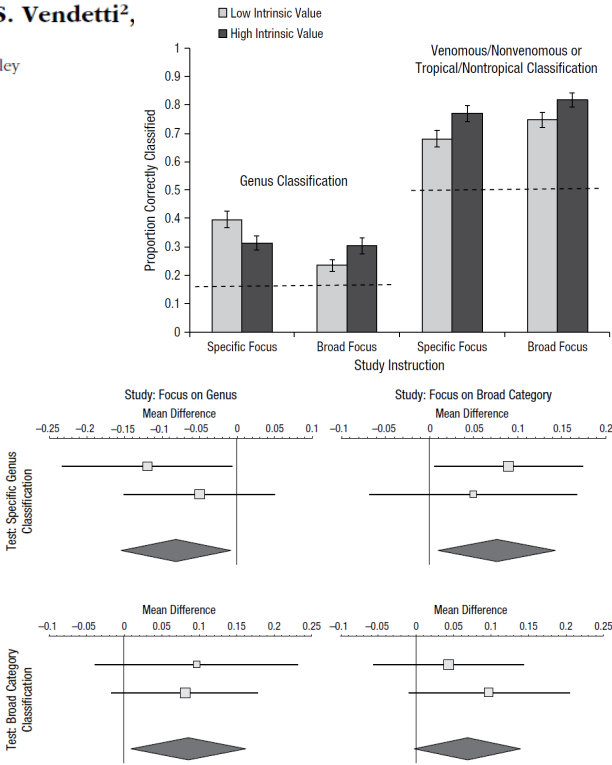 S. Vendetti²,
ley
Low Intrinsic Value
High Intrinsic Value
1
0.9
0.8
0.7
0.6
0.5
0.4
0.3
0.2
0.1
0
Proportion Correctly Classified
Genus Classification
Venomous/Nonvenomous or
Tropical/Nontropical Classification
Specific Focus Broad Focus Specific Focus Broad Focus
Study Instruction
Study: Focus on Genus
Mean Difference
−0.25 −0.2 −0.15 −0.1 −0.05 0 0.05 0.1
Test: Specific Genus
Classification
Study: Focus on Broad Category
Mean Difference
−0.1 −0.05 0 0.05 0.10 0.15 0.2
Mean Difference
−0.1 −0.05 0 0.05 0.1 0.15 0.2 0.25
Test: Broad Category
Classification
Mean Difference
−0.1 −0.05 0 0.05 0.1 0.15 0.2 0.25